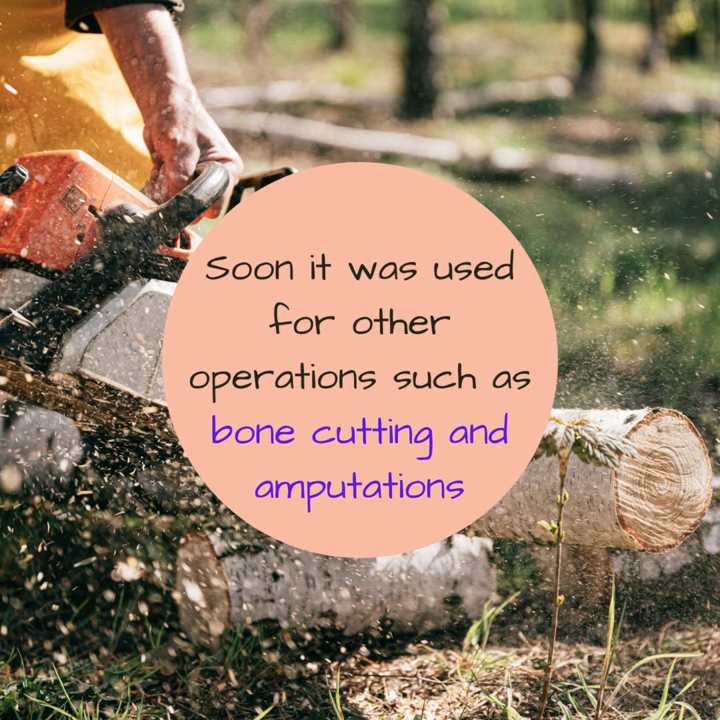 Soon it was used
for other
operations such as
bone cutting and
amputations